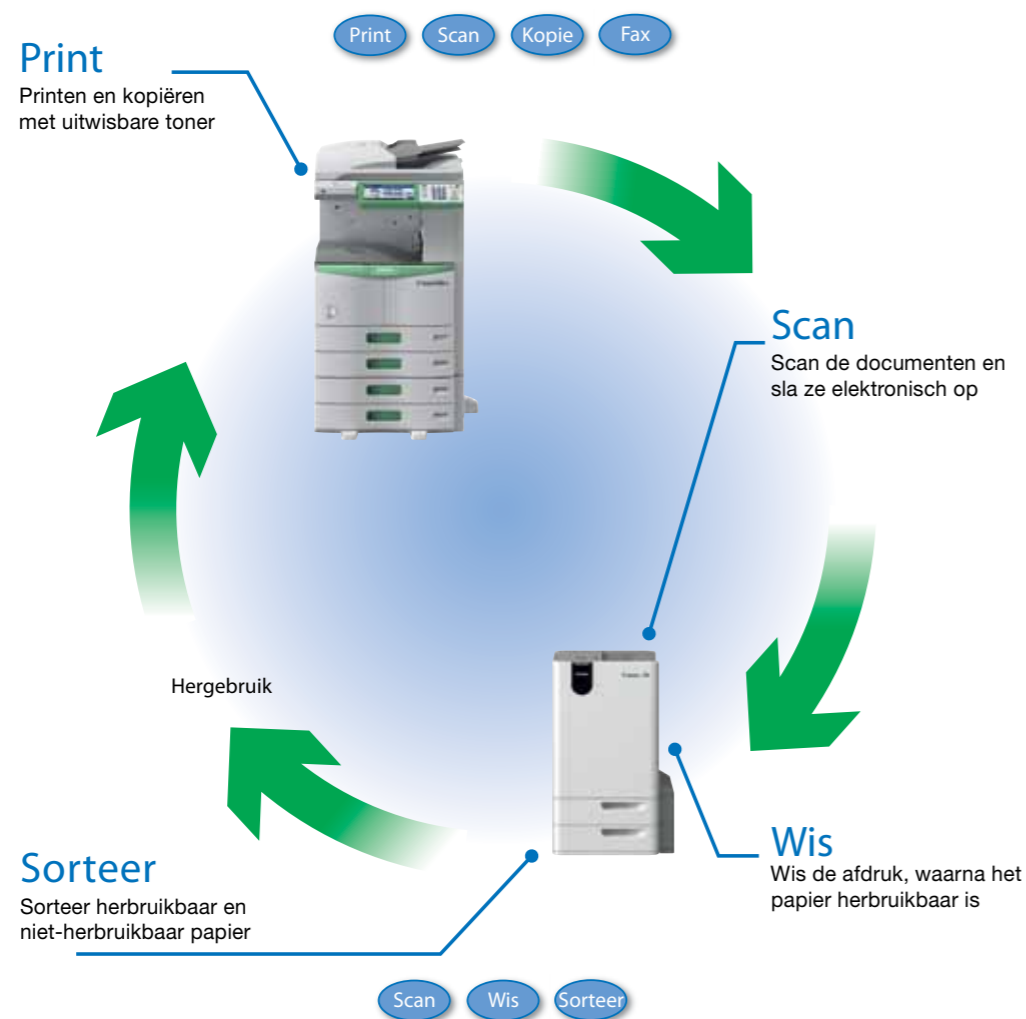 Print Scan Kopie Fax
Print
Printen en kopiëren
met uitwisbare toner
Scan
Scan de documenten en
sla ze elektronisch op
Hergebruik
Wis
Wis de afdruk, waarna het
papier herbruikbaar is
Sorteer
Sorteer herbruikbaar en
niet-herbruikbaar papier
Scan Wis Sorteer